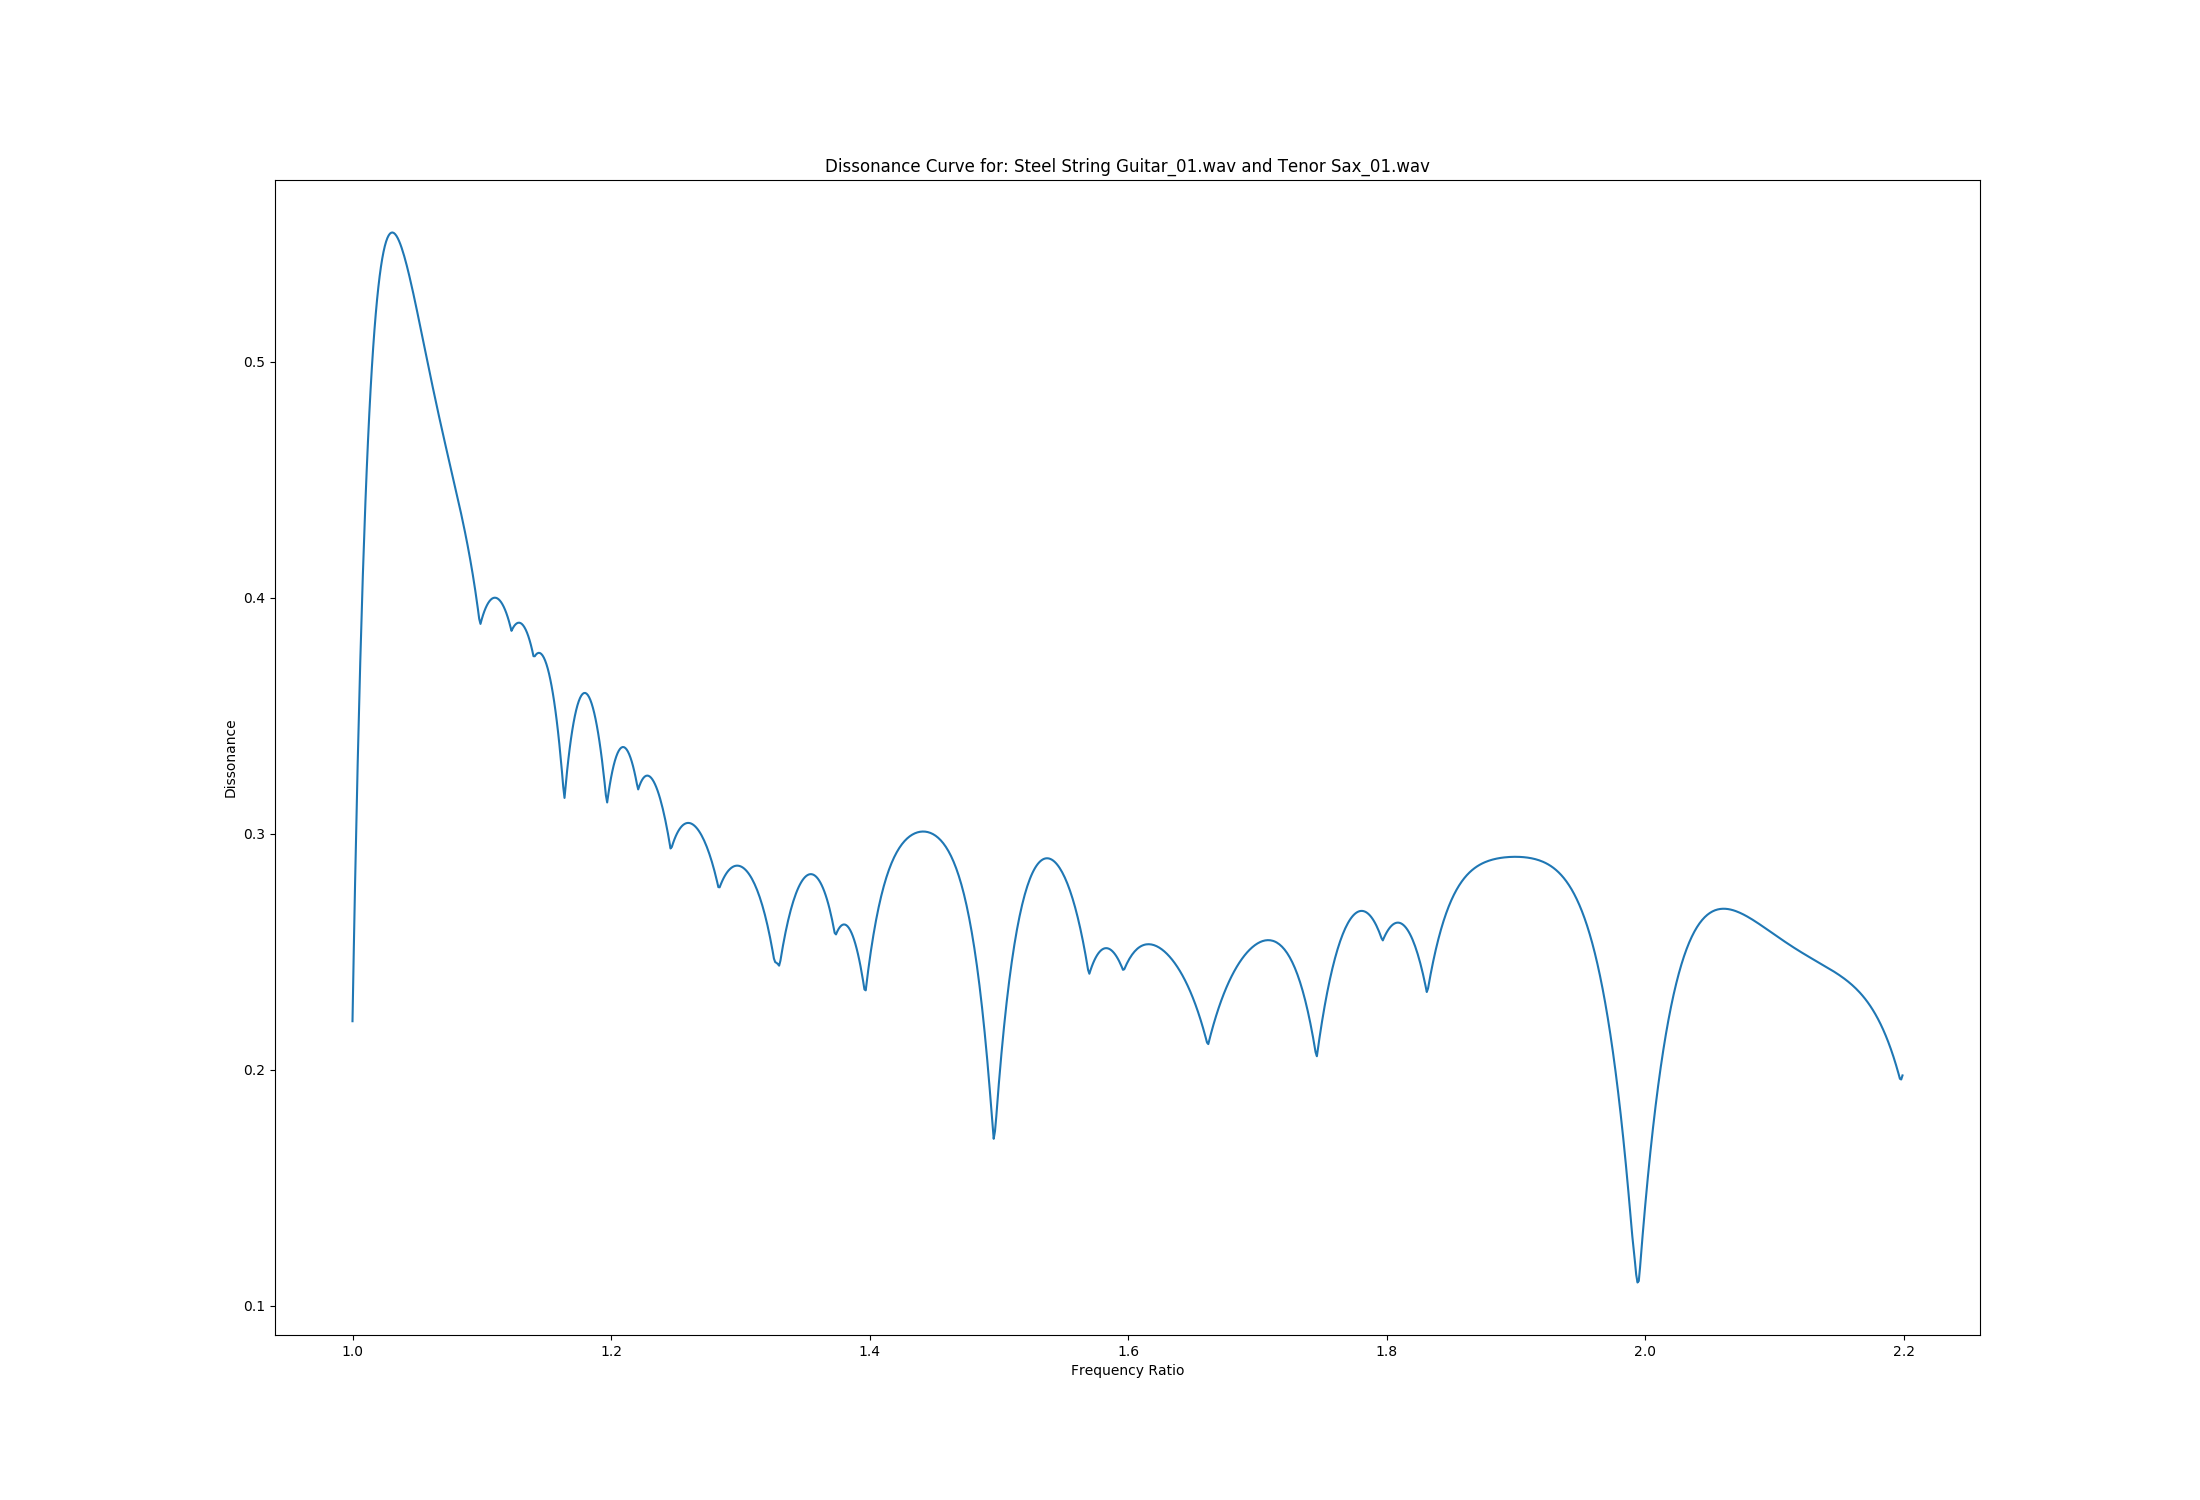 Dissonance Curve for: Steel String Guitar_01.wav and Tenor Sax_01.wav
Dissonance
0.5
0.4
0.3
0.2
0.1
1.0 1.2 1.4 1.6 1.8 2.0 2.2
Frequency Ratio